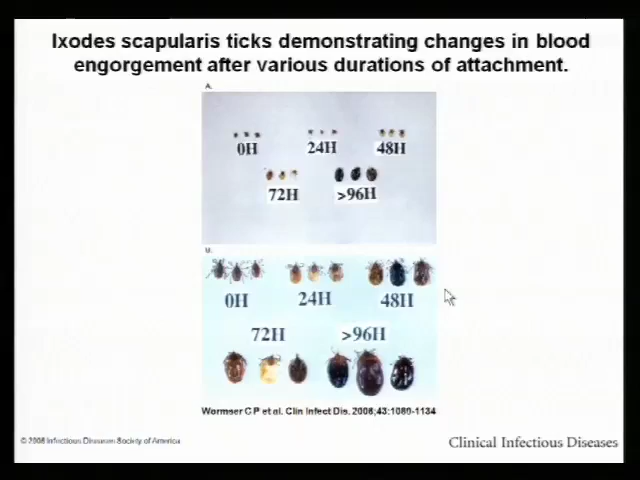 Ixodes scapularis ticks demonstrating changes in blood
engorgement after various durations of attachment.
A.
0H
24H
48H
72H
>96H
B.
0H
24H
48H
72H
>96H
Wormser G P et al. Clin Infect Dis. 2006;43:1089-1134
© 2006 Infectious Diseases Society of America
Clinical Infectious Diseases